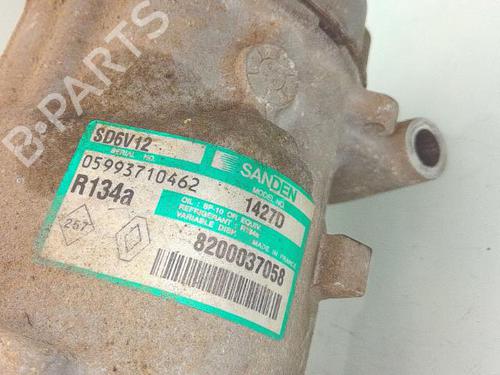 B-PARTS
SD6V12
SERIAL NO.
05993710462
R134a
SANDEN
MODEL NO.
1427D
OIL : SP-10 OR EQUIV.
REFRIGERANT : R134a
VARIABLE DISP.
MADE IN FRANCE
257
8200037058